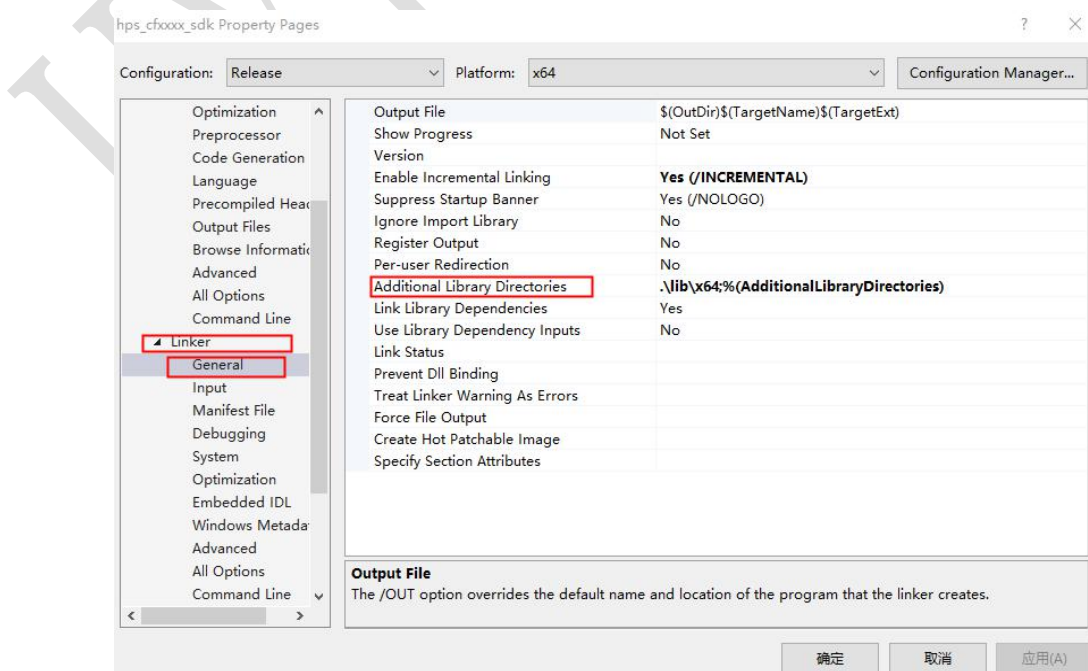 hps_cfxxxx_sdk Property Pages ? ×
Configuration: Release Platform: x64 Configuration Manager...
Optimization
Preprocessor
Code Generation
Language
Precompiled Head
Output Files
Browse Informatio
Advanced
All Options
Command Line
Linker
General
Input
Manifest File
Debugging
System
Optimization
Embedded IDL
Windows Metada
Advanced
All Options
Command Line
Output File $(OutDir)$(TargetName)$(TargetExt)
Show Progress Not Set
Version
Enable Incremental Linking Yes (/INCREMENTAL)
Suppress Startup Banner Yes (/NOLOGO)
Ignore Import Library No
Register Output No
Per-user Redirection No
Additional Library Directories .\lib\x64;%(AdditionalLibraryDirectories)
Link Library Dependencies Yes
Use Library Dependency Inputs No
Link Status
Prevent Dll Binding
Treat Linker Warning As Errors
Force File Output
Create Hot Patchable Image
Specify Section Attributes
Output File
The /OUT option overrides the default name and location of the program that the linker creates.
确定 取消 应用(A)